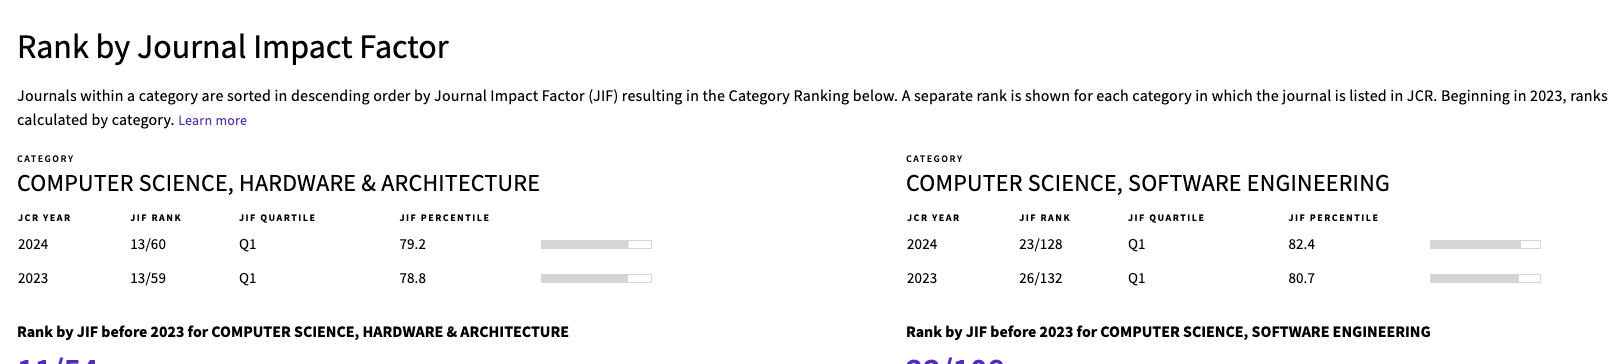 Rank by Journal Impact Factor
Journals within a category are sorted in descending order by Journal Impact Factor (JIF) resulting in the Category Ranking below. A separate rank is shown for each category in which the journal is listed in JCR. Beginning in 2023, ranks
calculated by category. Learn more
CATEGORY
COMPUTER SCIENCE, HARDWARE & ARCHITECTURE
JCR YEAR JIF RANK JIF QUARTILE JIF PERCENTILE
2024 13/60 Q1 79.2
2023 13/59 Q1 78.8
Rank by JIF before 2023 for COMPUTER SCIENCE, HARDWARE & ARCHITECTURE
11/54
CATEGORY
COMPUTER SCIENCE, SOFTWARE ENGINEERING
JCR YEAR JIF RANK JIF QUARTILE JIF PERCENTILE
2024 23/128 Q1 82.4
2023 26/132 Q1 80.7
Rank by JIF before 2023 for COMPUTER SCIENCE, SOFTWARE ENGINEERING